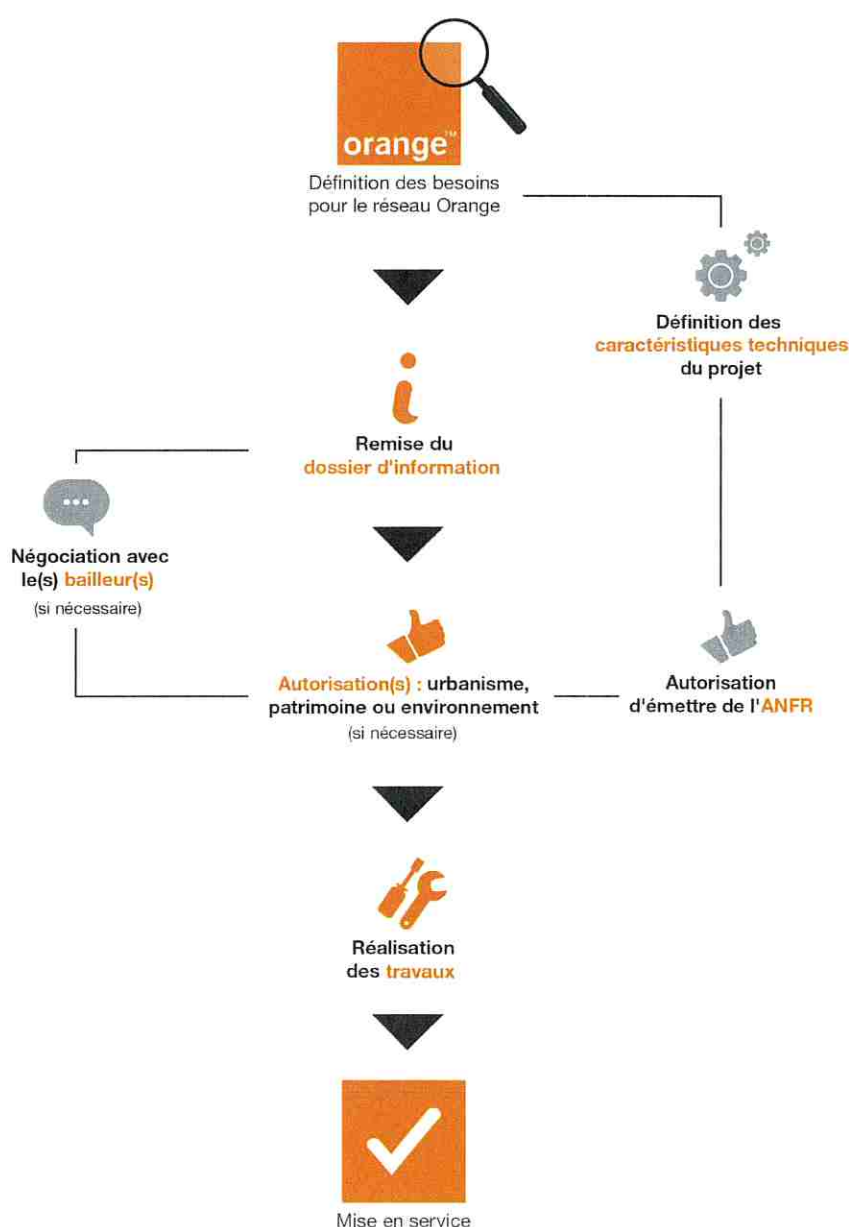 orange™
Définition des besoins
pour le réseau Orange
Définition des
caractéristiques techniques
du projet
Remise du
dossier d'information
Négociation avec
le(s) bailleur(s)
(si nécessaire)
Autorisation(s) : urbanisme,
patrimoine ou environnement
(si nécessaire)
Autorisation
d'émettre de l'ANFR
Réalisation
des travaux
Mise en service